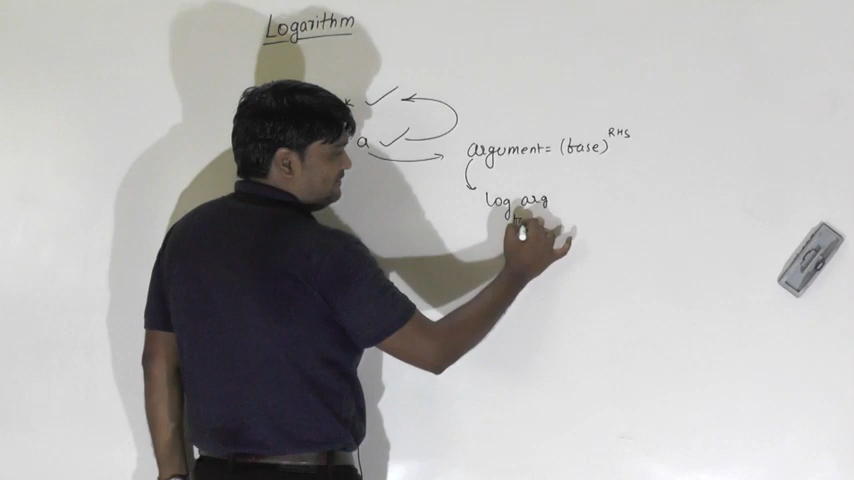 Logarithm
x ✓
a ✓
argument = (base)^RHS
log arg